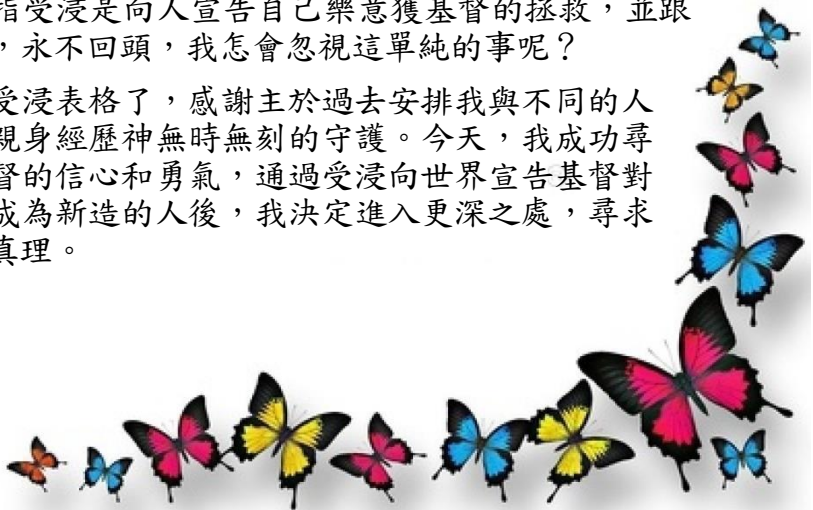 指受浸是向人宣告自己樂意獲基督的拯救，並跟
，永不回頭，我怎會忽視這單純的事呢？
受浸表格了，感謝主於過去安排我與不同的人
親身經歷神無時無刻的守護。今天，我成功尋
督的信心和勇氣，通過受浸向世界宣告基督對
成為新造的人後，我決定進入更深之處，尋求
真理。